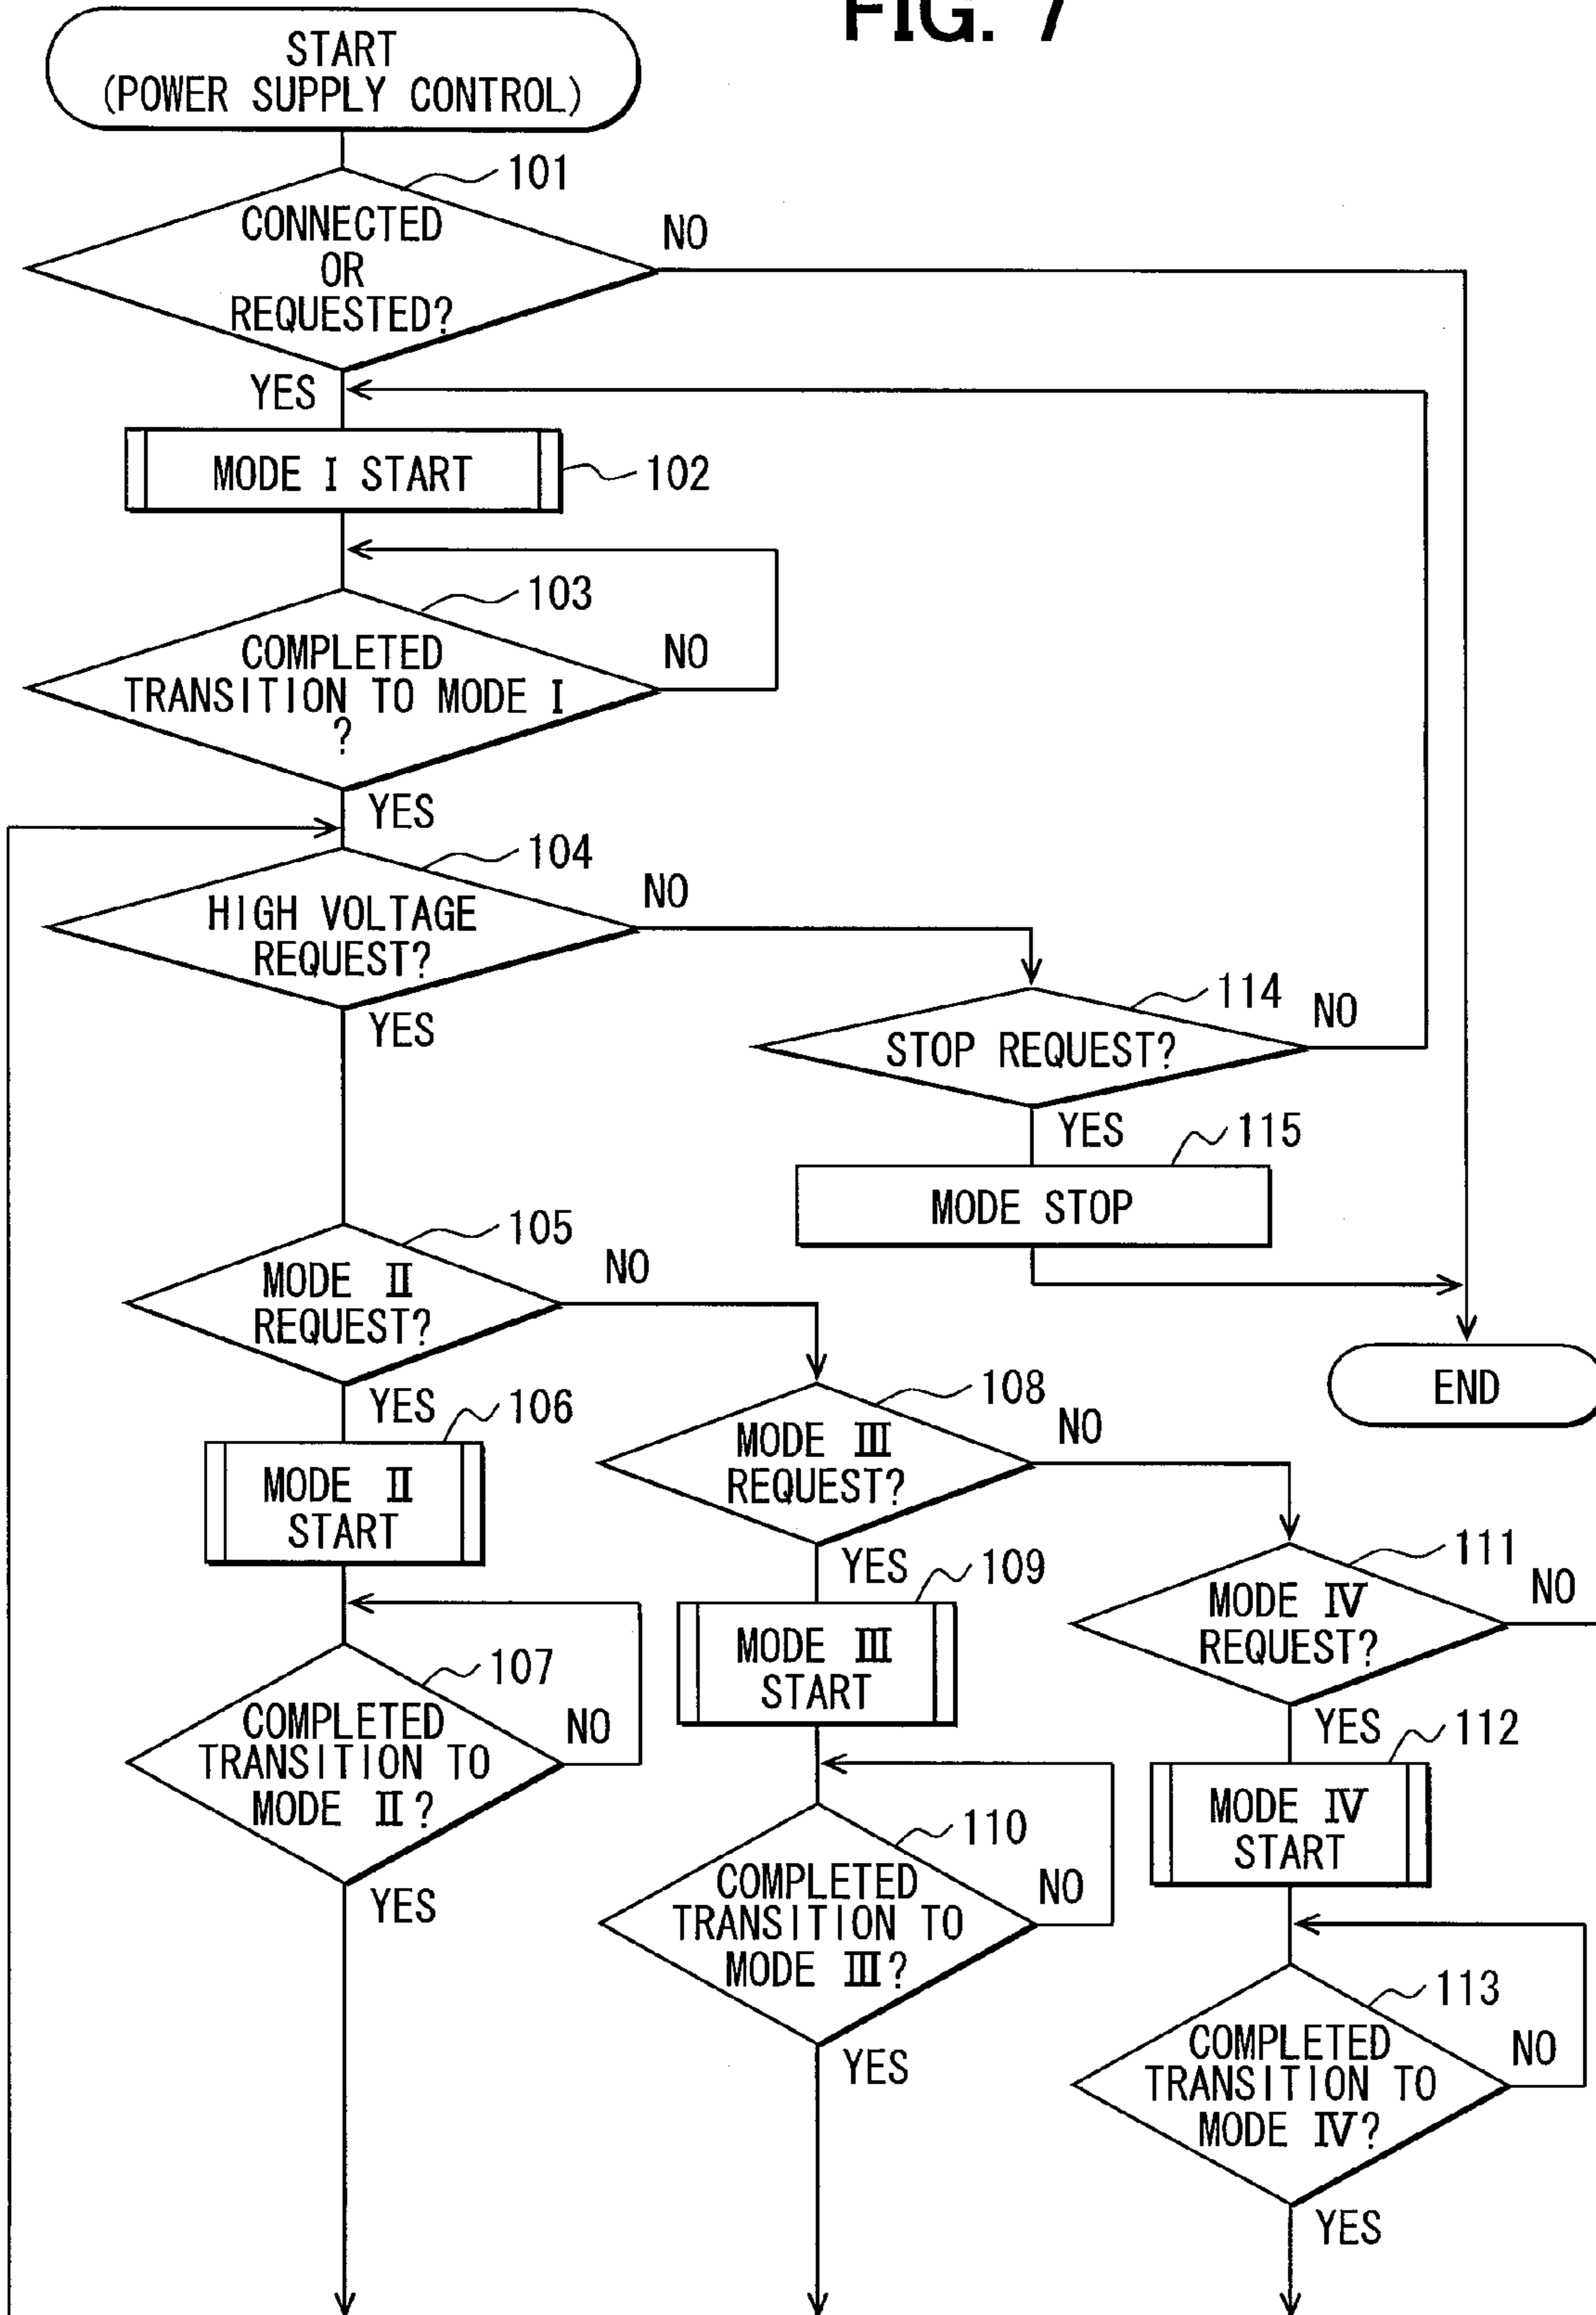 FIG. 7
START
(POWER SUPPLY CONTROL)
101
CONNECTED
OR
REQUESTED?
NO
YES
MODE I START
102
103
COMPLETED
TRANSITION TO MODE I
?
NO
YES
104
HIGH VOLTAGE
REQUEST?
NO
YES
114
STOP REQUEST?
NO
YES
115
MODE STOP
END
105
MODE II
REQUEST?
NO
YES
106
MODE II
START
107
COMPLETED
TRANSITION TO
MODE II?
NO
YES
108
MODE III
REQUEST?
NO
YES
109
MODE III
START
110
COMPLETED
TRANSITION TO
MODE III?
NO
YES
111
MODE IV
REQUEST?
NO
YES
112
MODE IV
START
113
COMPLETED
TRANSITION TO
MODE IV?
NO
YES